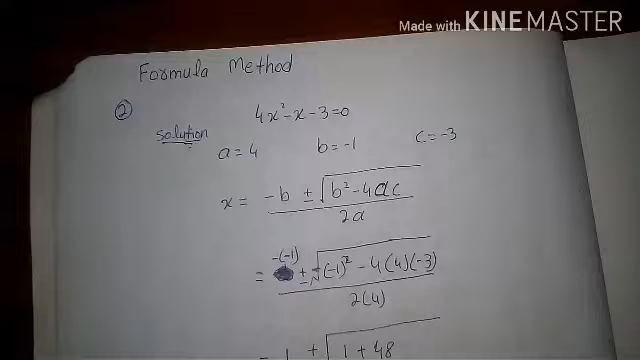 Made with KINEMASTER
Formula Method
② 4x² - x - 3 = 0
Solution
a = 4 b = -1 c = -3
x = -b ± √b² - 4ac / 2a
= -(-1) ± √(-1)² - 4(4)(-3) / 2(4)
= 1 ± √1 + 48